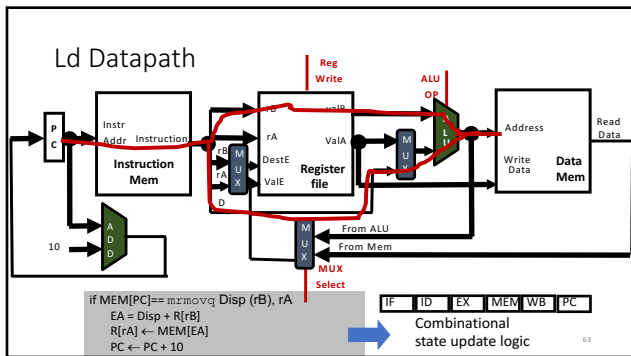 Ld Datapath
Reg
Write
ALU
OP
P
C
Instr
Addr
Instruction
Instruction
Mem
rB
rA
rB
rA
D
M
U
X
DestE
ValE
valB
ValA
Register
file
M
U
X
A
L
U
Address
Write
Data
Data
Mem
Read
Data
A
D
D
10
M
U
X
From ALU
From Mem
MUX
Select
if MEM[PC]== mrmovq Disp (rB), rA
EA = Disp + R[rB]
R[rA] ← MEM[EA]
PC ← PC + 10
IF ID EX MEM WB PC
Combinational
state update logic
63